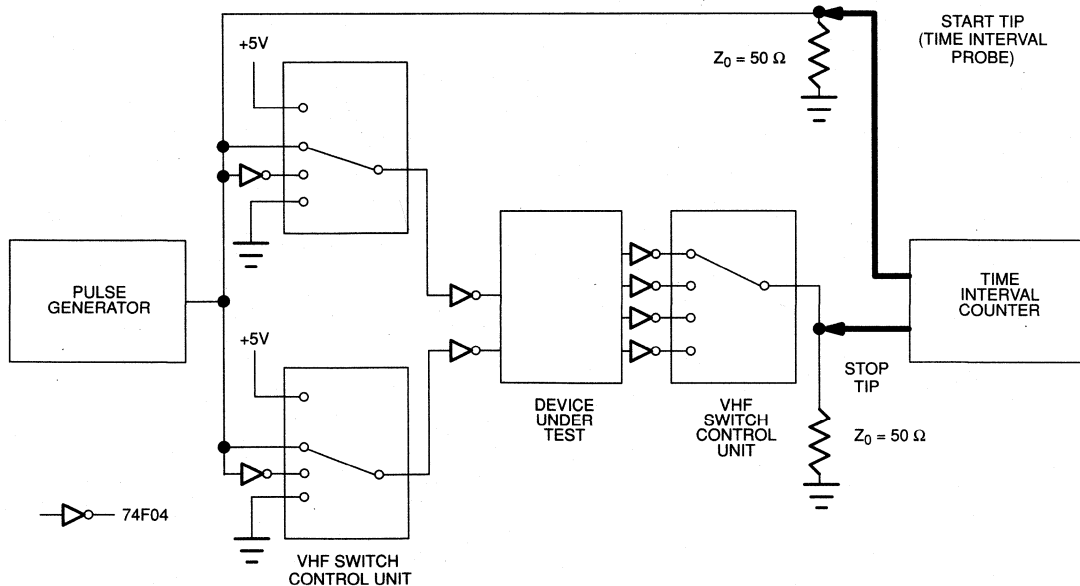 +5V
Z₀ = 50 Ω
START TIP
(TIME INTERVAL
PROBE)
PULSE
GENERATOR
TIME
INTERVAL
COUNTER
+5V
STOP
TIP
DEVICE
UNDER
TEST
VHF
SWITCH
CONTROL
UNIT
Z₀ = 50 Ω
74F04
VHF SWITCH
CONTROL UNIT